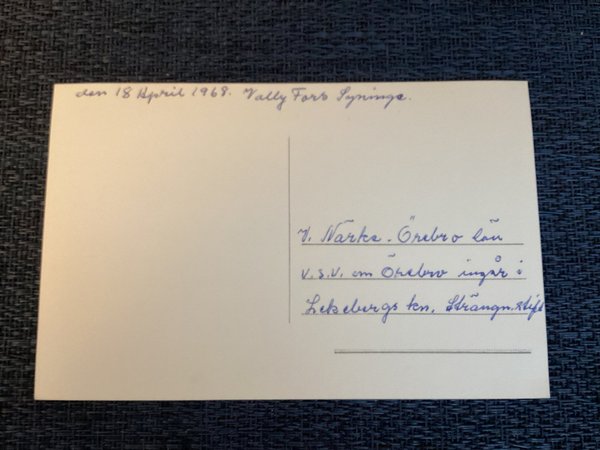 den 18 April 1968. Vally Fors Syninge.
V. Närke. Örebro län
V.S.V. om Örebro ingår i
Lekebergs kn, Strängn. stift